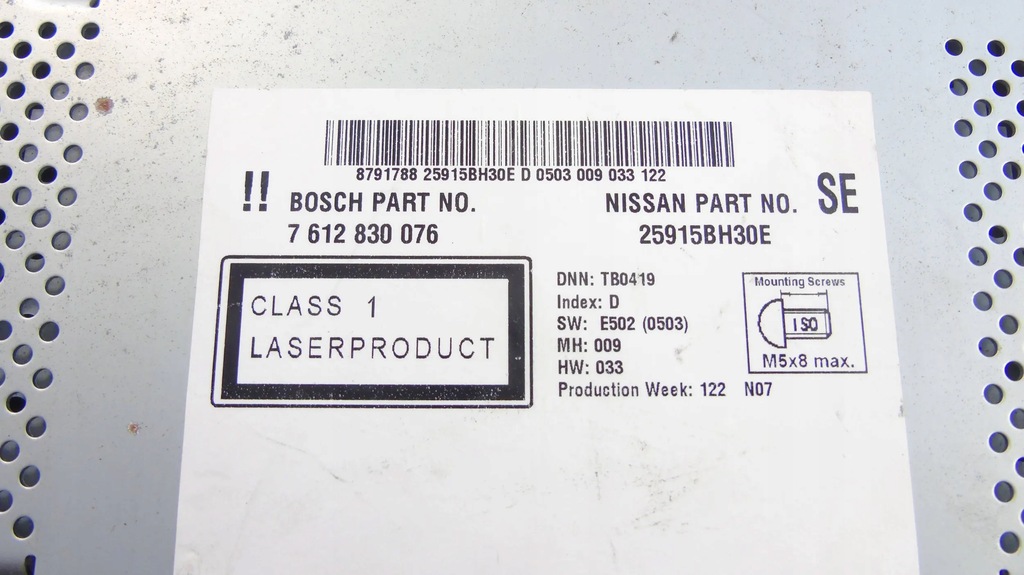 8791788 25915BH30E D 0503 009 033 122
!! BOSCH PART NO.
7 612 830 076
NISSAN PART NO. SE
25915BH30E
CLASS 1
LASERPRODUCT
DNN: TB0419
Index: D
SW: E502 (0503)
MH: 009
HW: 033
Production Week: 122 N07
Mounting Screws
ISO
M5x8 max.